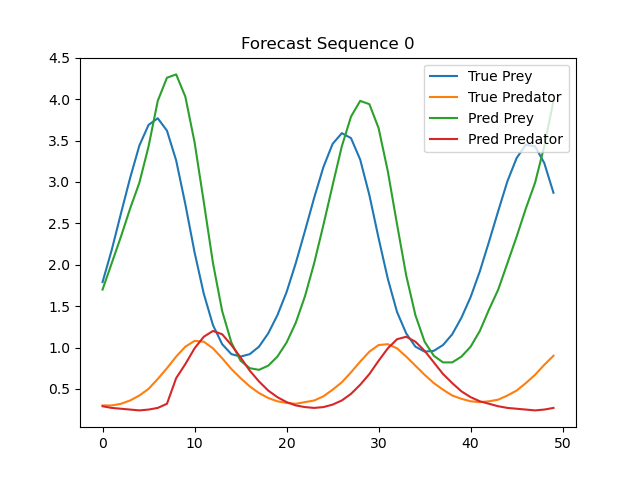 Forecast Sequence 0
4.5
4.0
3.5
3.0
2.5
2.0
1.5
1.0
0.5
True Prey
True Predator
Pred Prey
Pred Predator
0 10 20 30 40 50